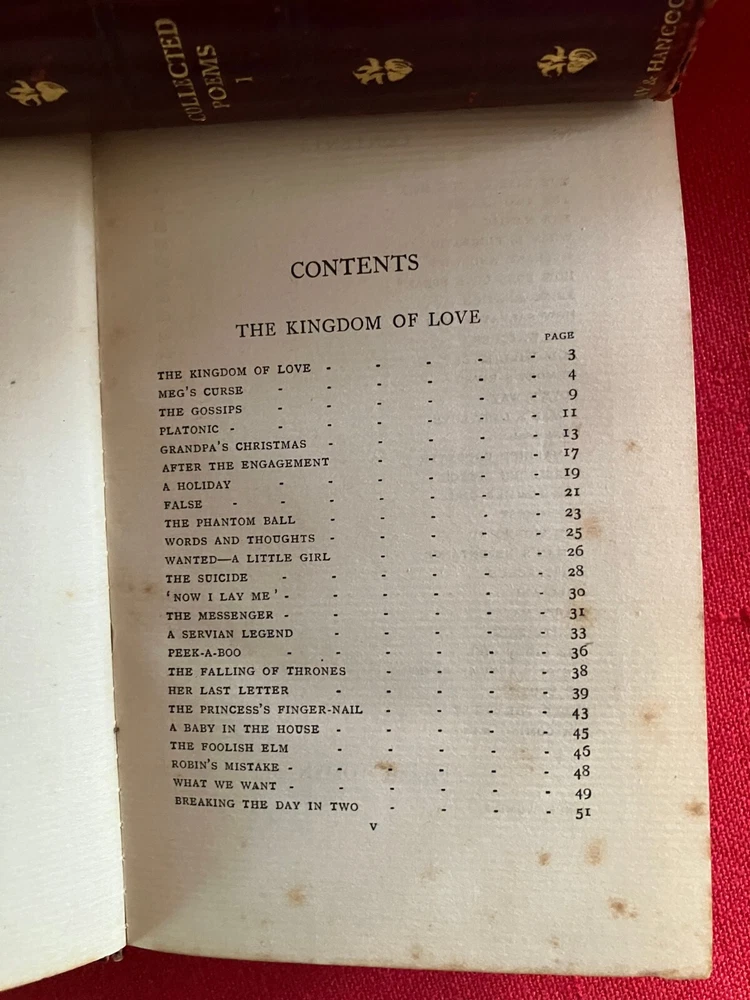 COLLECTED
POEMS
1
& HANCOC
CONTENTS
THE KINGDOM OF LOVE
PAGE
THE KINGDOM OF LOVE - - - - - 3
MEG'S CURSE - - - - - - 4
THE GOSSIPS - - - - - - 9
PLATONIC - - - - - - - 11
GRANDPA'S CHRISTMAS - - - - - 13
AFTER THE ENGAGEMENT - - - - 17
A HOLIDAY - - - - - - 19
FALSE - - - - - - - 21
THE PHANTOM BALL - - - - - 23
WORDS AND THOUGHTS - - - - - 25
WANTED—A LITTLE GIRL - - - - 26
THE SUICIDE - - - - - - 28
'NOW I LAY ME' - - - - - - 30
THE MESSENGER - - - - - - 31
A SERVIAN LEGEND - - - - - 33
PEEK-A-BOO - - - - - - 36
THE FALLING OF THRONES - - - - 38
HER LAST LETTER - - - - - 39
THE PRINCESS'S FINGER-NAIL - - - - 43
A BABY IN THE HOUSE - - - - - 45
THE FOOLISH ELM - - - - - 46
ROBIN'S MISTAKE - - - - - - 48
WHAT WE WANT - - - - - - 49
BREAKING THE DAY IN TWO - - - - 51
v